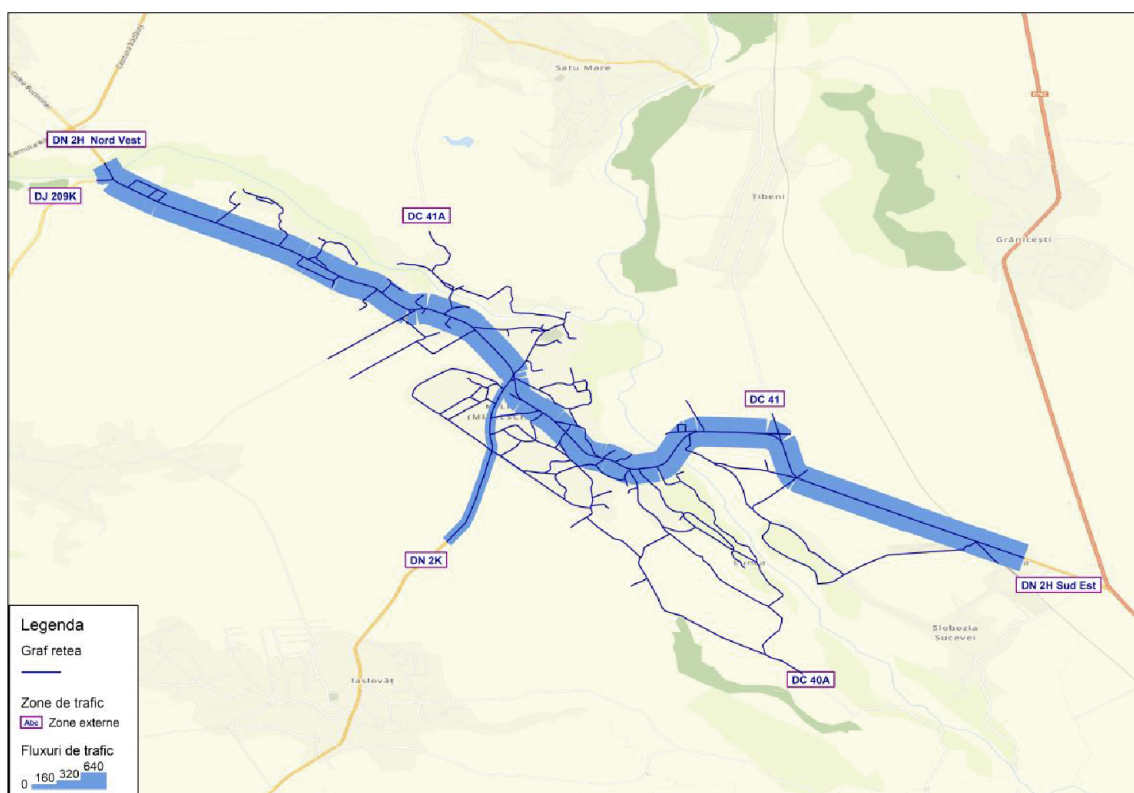 Satu Mare
DN 2H Nord Vest
DJ 209K
Țibeni
DC 41A
Grănicești
DC 41
DN 2K
DN 2H Sud Est
Slobozia
Sucevei
DC 40A
Iaslovăț
Legenda
Graf retea
Zone de trafic
Abc Zone externe
Fluxuri de trafic
0 160 320 640